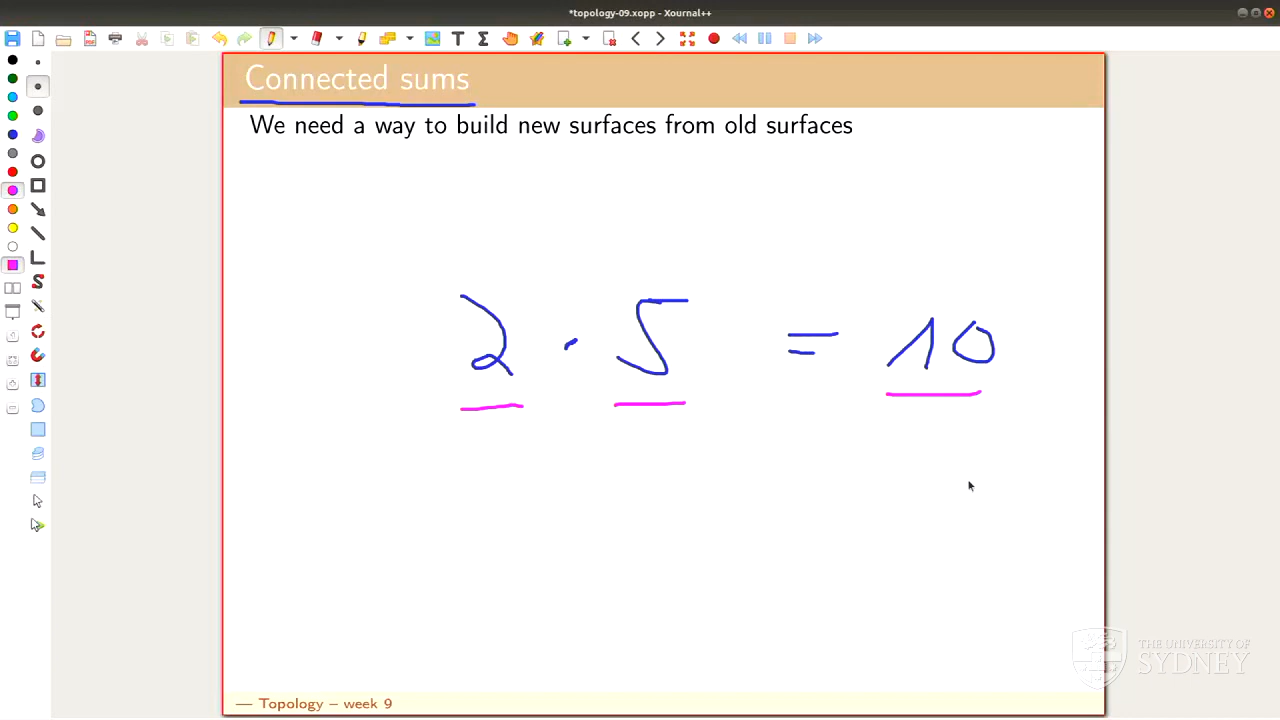 *topology-09.xopp - Xournal++
Connected sums
We need a way to build new surfaces from old surfaces
2 · 5 = 10
THE UNIVERSITY OF
SYDNEY
— Topology – week 9